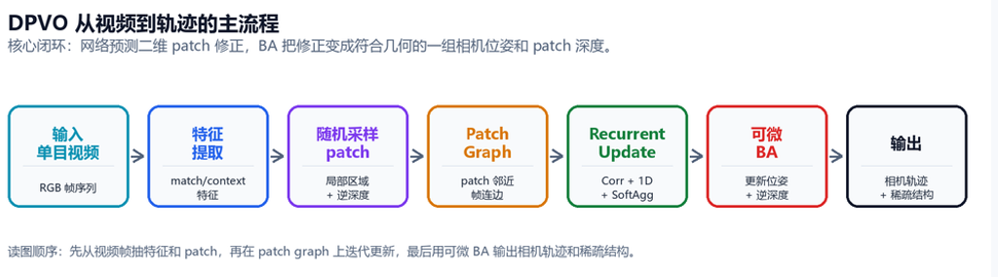 DPVO 从视频到轨迹的主流程
核心闭环：网络预测二维 patch 修正，BA 把修正变成符合几何的一组相机位姿和 patch 深度。
输入
单目视频
RGB 帧序列
特征
提取
match/context
特征
随机采样
patch
局部区域
+ 逆深度
Patch
Graph
patch 邻近
帧连边
Recurrent
Update
Corr + 1D
+ SoftAgg
可微
BA
更新位姿
+ 逆深度
输出
相机轨迹
+ 稀疏结构
读图顺序：先从视频帧抽特征和 patch，再在 patch graph 上迭代更新，最后用可微 BA 输出相机轨迹和稀疏结构。